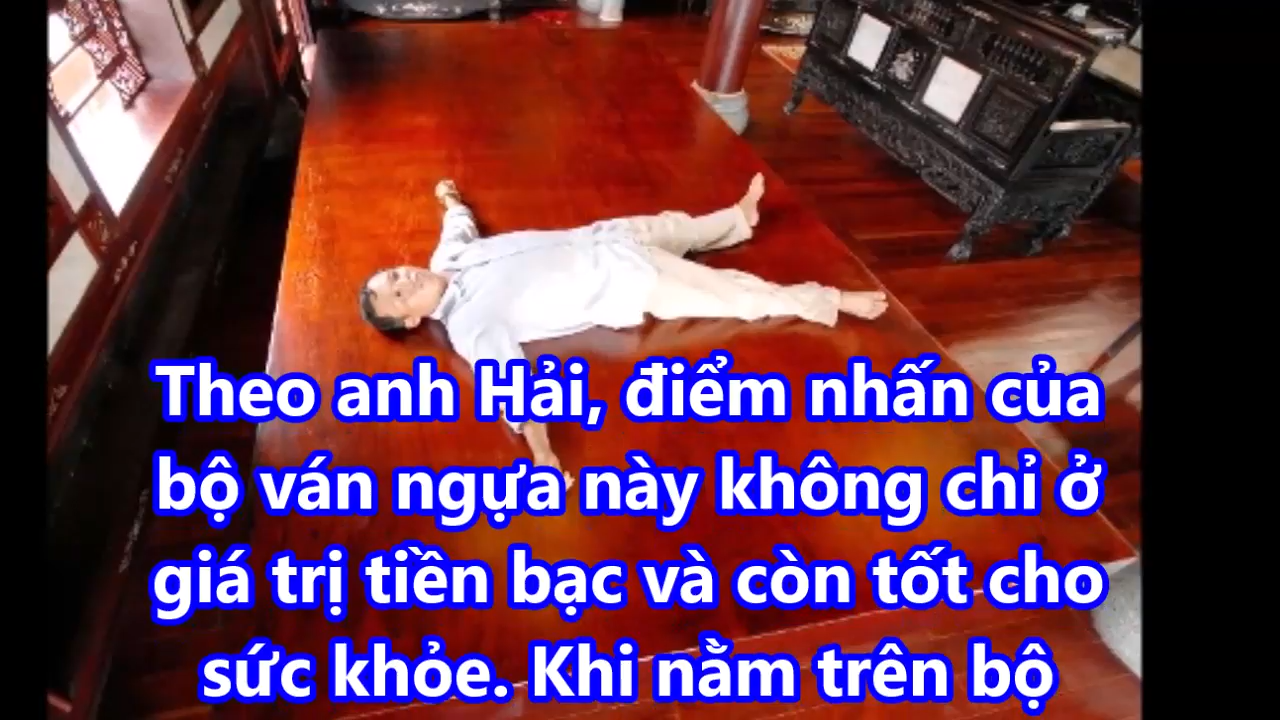 Theo anh Hải, điểm nhấn của
bộ ván ngựa này không chỉ ở
giá trị tiền bạc và còn tốt cho
sức khỏe. Khi nằm trên bộ